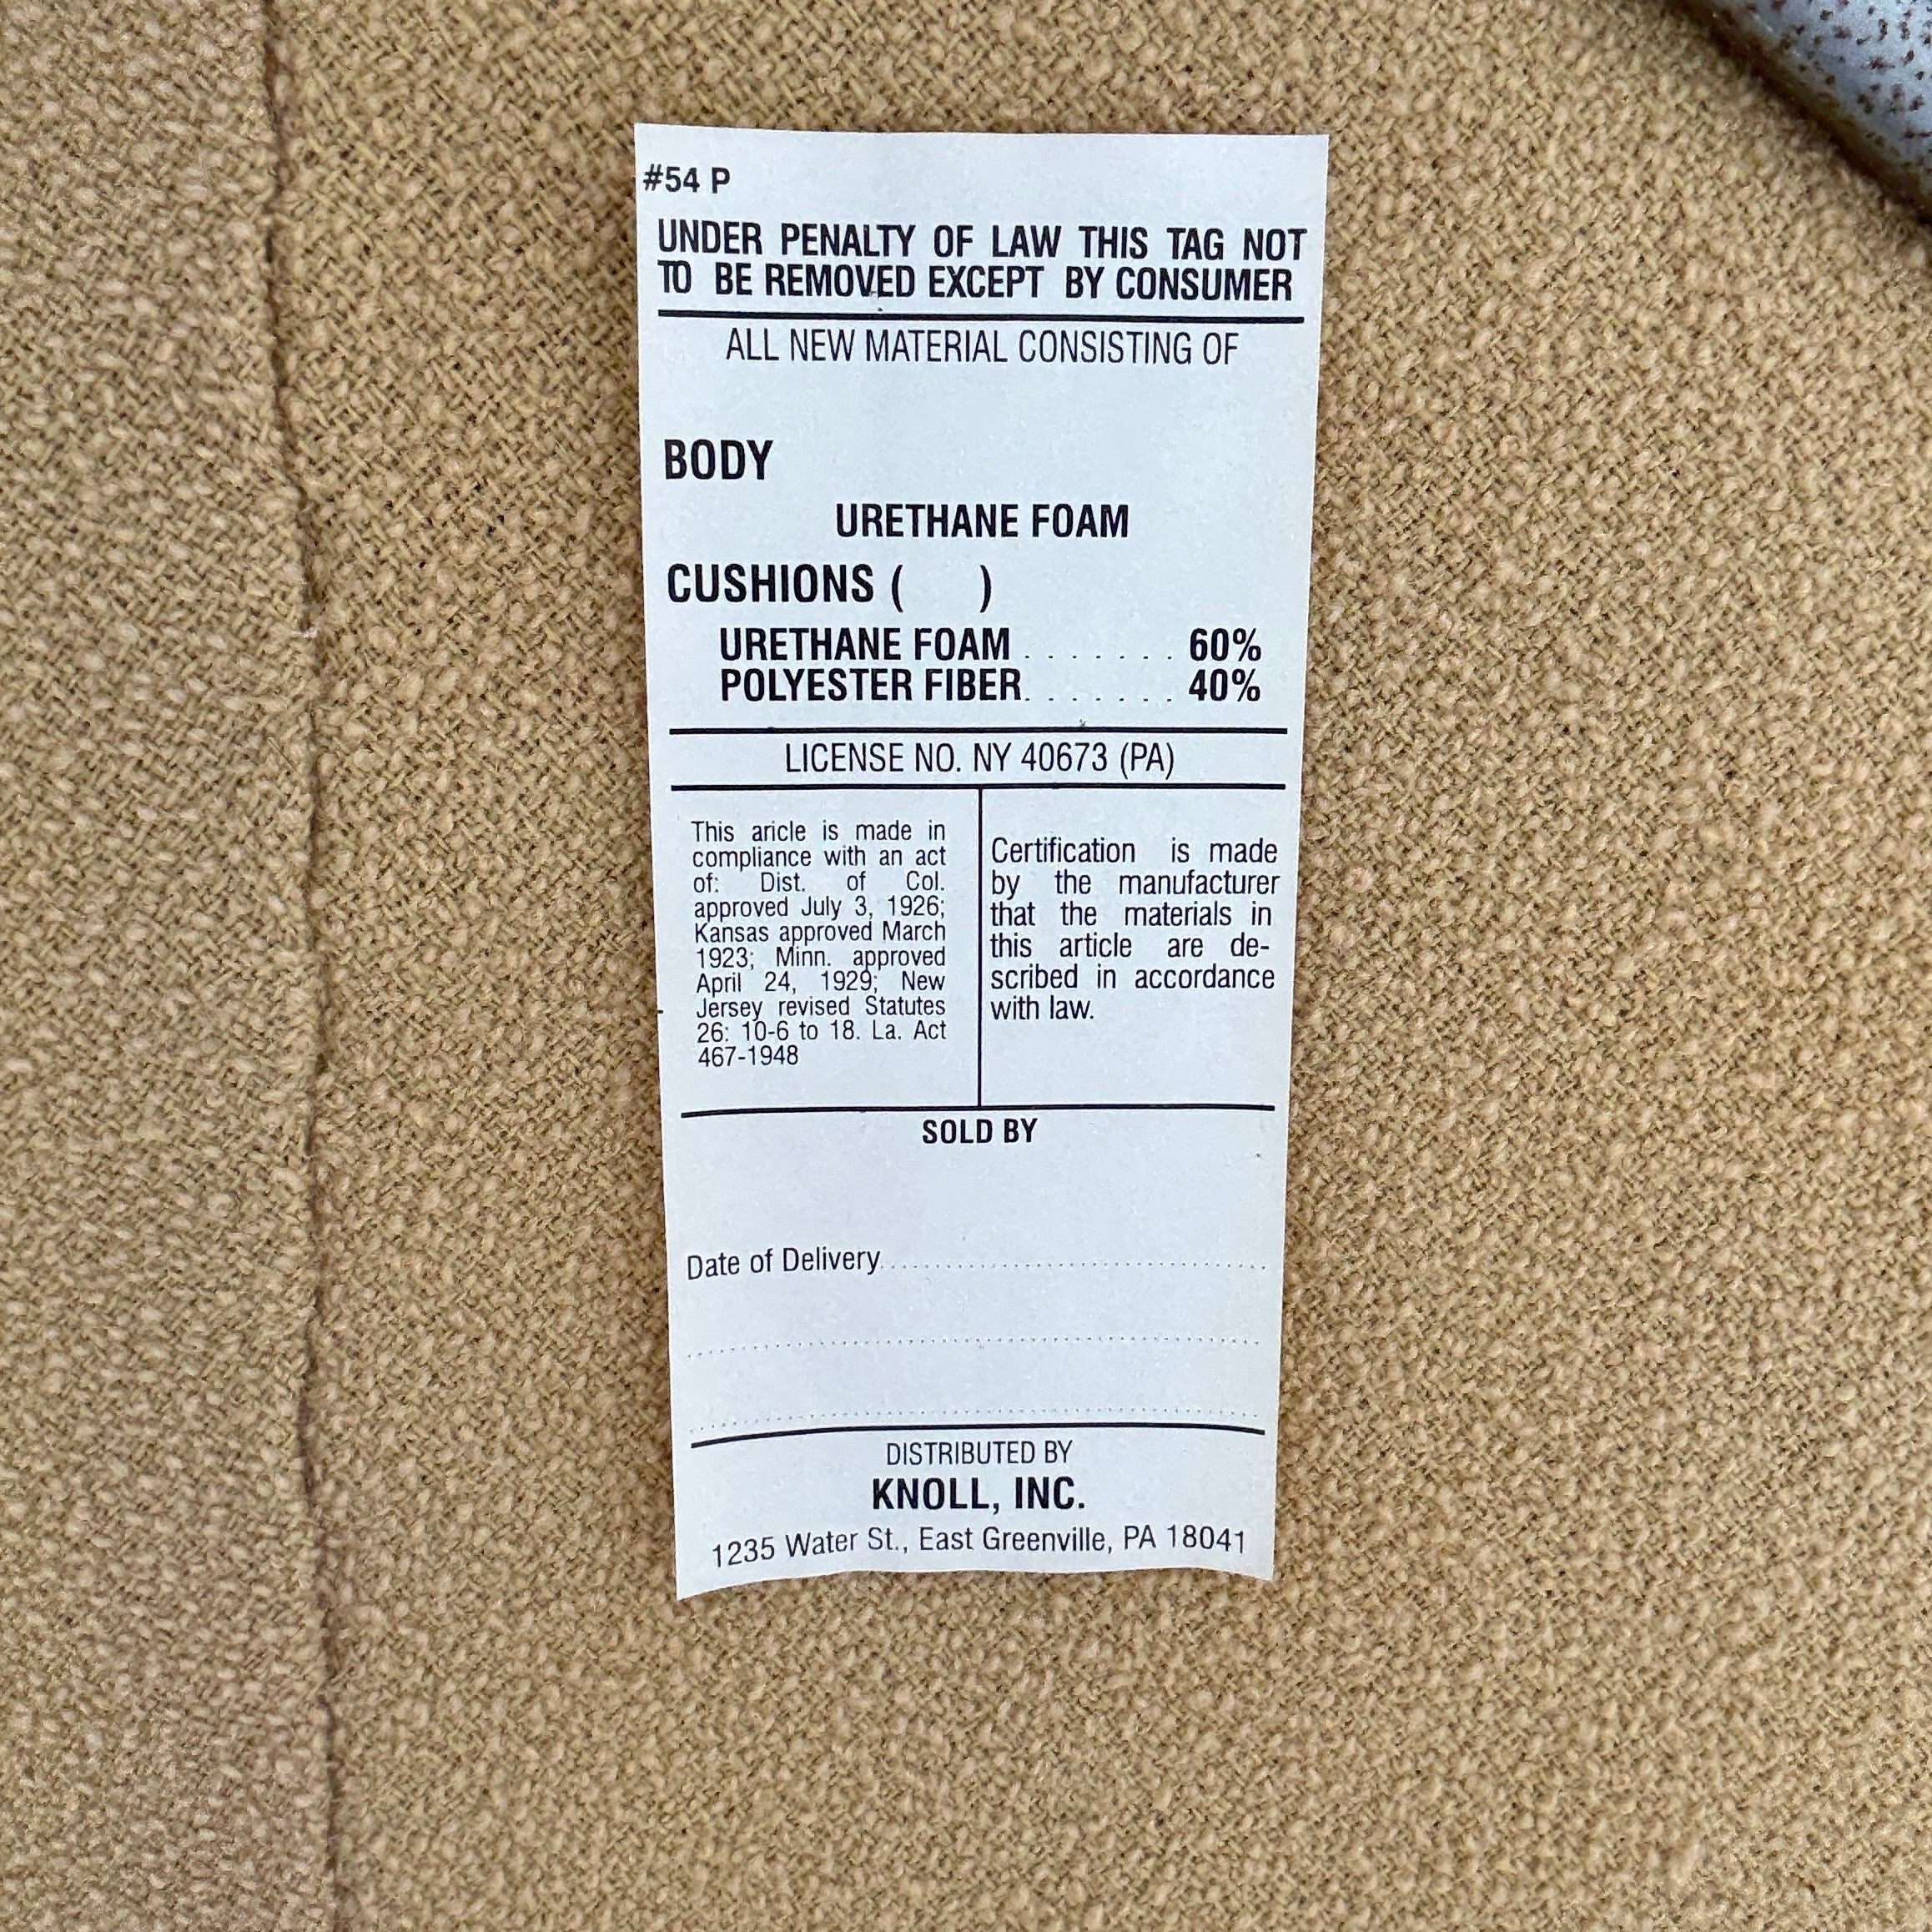 #54 P
UNDER PENALTY OF LAW THIS TAG NOT
TO BE REMOVED EXCEPT BY CONSUMER
ALL NEW MATERIAL CONSISTING OF
BODY
URETHANE FOAM
CUSHIONS ( )
URETHANE FOAM ....... 60%
POLYESTER FIBER....... 40%
LICENSE NO. NY 40673 (PA)
This aricle is made in
compliance with an act
of: Dist. of Col.
approved July 3, 1926;
Kansas approved March
1923; Minn. approved
April 24, 1929; New
Jersey revised Statutes
26: 10-6 to 18. La. Act
467-1948
Certification is made
by the manufacturer
that the materials in
this article are de-
scribed in accordance
with law.
SOLD BY
Date of Delivery
DISTRIBUTED BY
KNOLL, INC.
1235 Water St., East Greenville, PA 18041